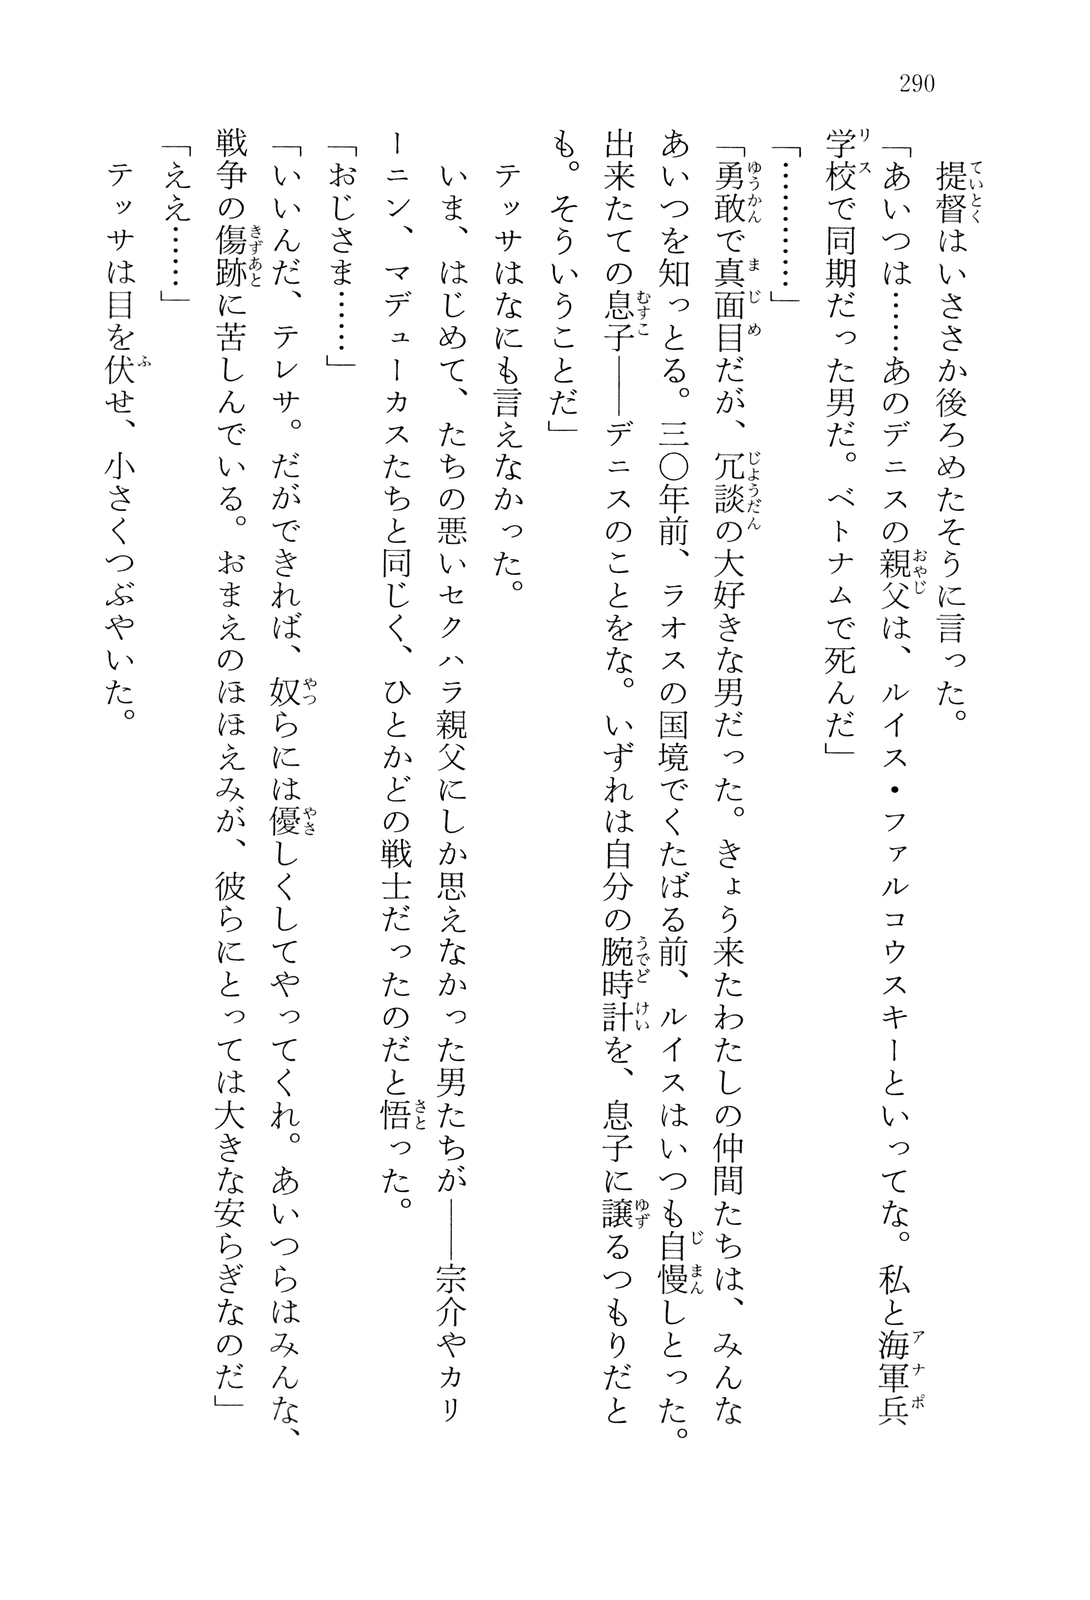 290
　提督はいささか後ろめたそうに言った。
「あいつは……あのデニスの親父は、ルイス・ファルコウスキーといってな。私と海軍兵
学校で同期だった男だ。ベトナムで死んだ」
「…………」
「勇敢で真面目だが、冗談の大好きな男だった。きょう来たわたしの仲間たちは、みんな
あいつを知っとる。三〇年前、ラオスの国境でくたばる前、ルイスはいつも自慢しとった。
出来たての息子――デニスのことをな。いずれは自分の腕時計を、息子に譲るつもりだと
も。そういうことだ」
　テッサはなにも言えなかった。
　いま、はじめて、たちの悪いセクハラ親父にしか思えなかった男たちが――宗介やカリ
ーニン、マデューカスたちと同じく、ひとかどの戦士だったのだと悟った。
「おじさま……」
「いいんだ、テレサ。だができれば、奴らには優しくしてやってくれ。あいつらはみんな、
戦争の傷跡に苦しんでいる。おまえのほほえみが、彼らにとっては大きな安らぎなのだ」
「ええ……」
　テッサは目を伏せ、小さくつぶやいた。